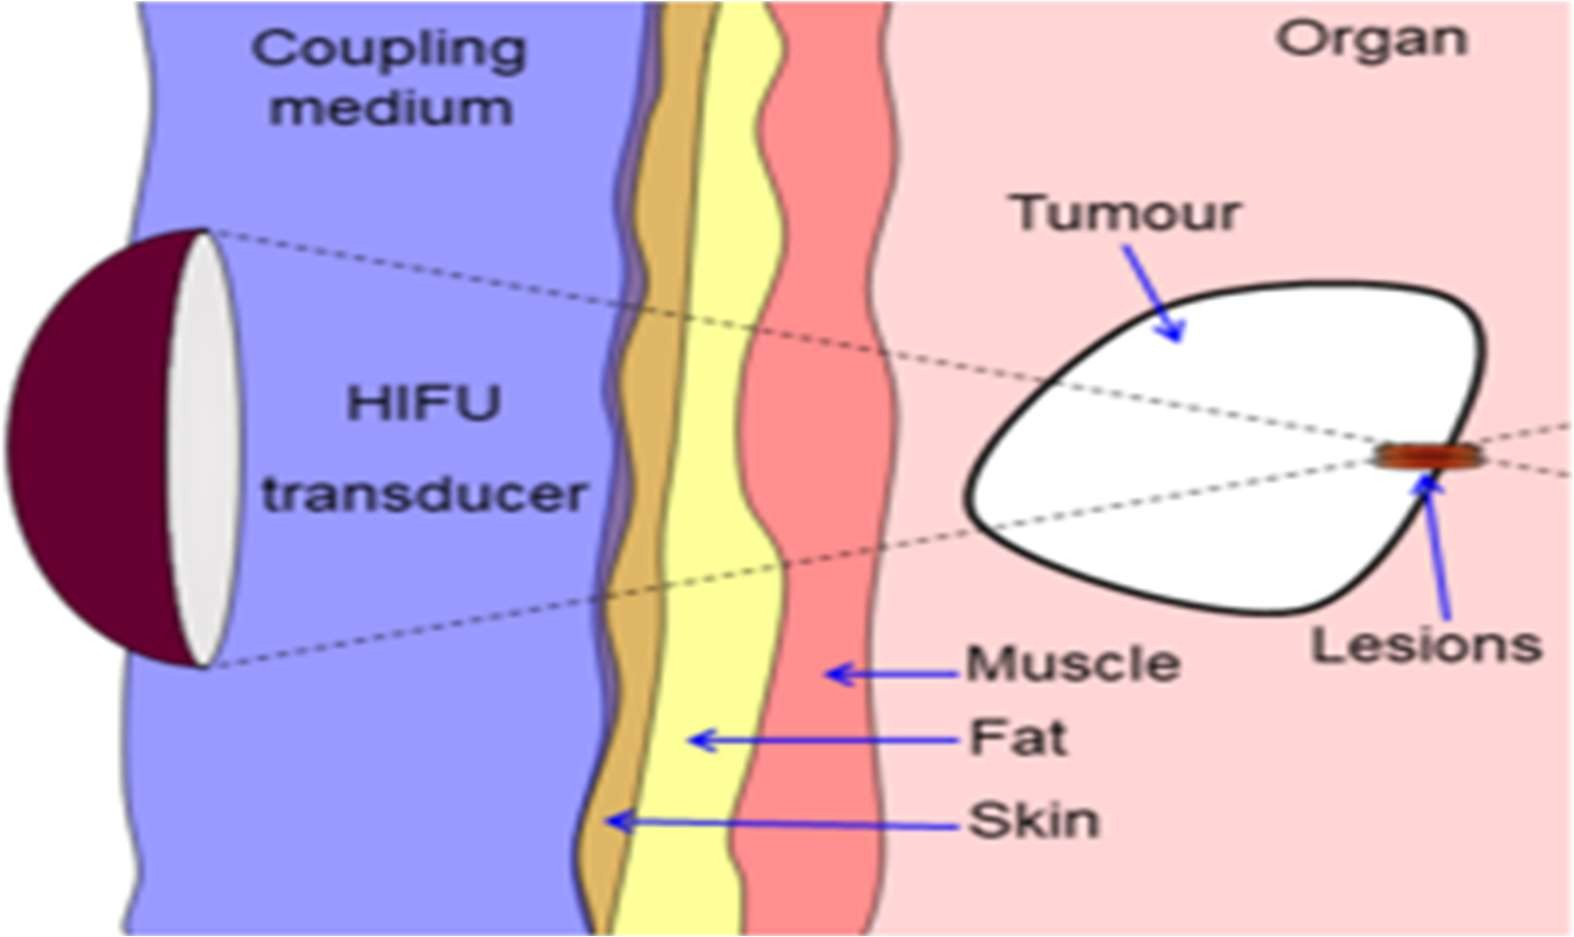 Coupling
medium
Organ
Tumour
HIFU
transducer
Lesions
Muscle
Fat
Skin